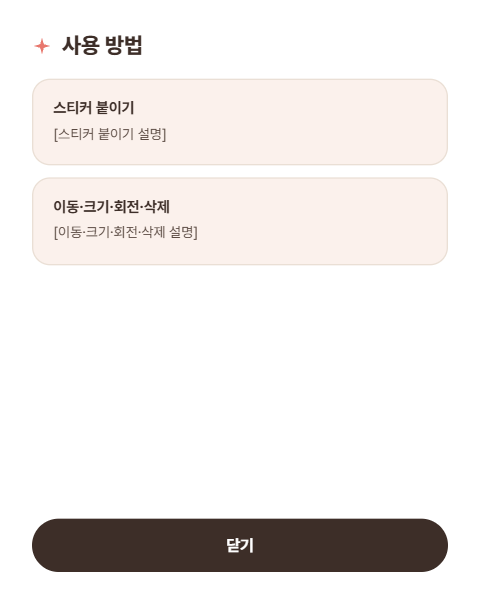 사용 방법
스티커 붙이기
[스티커 붙이기 설명]
이동·크기·회전·삭제
[이동·크기·회전·삭제 설명]
닫기